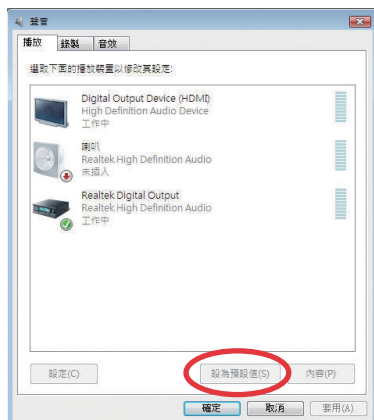 聲音
播放 錄製 音效
選取下面的播放裝置以修改其設定:
Digital Output Device (HDMI)
High Definition Audio Device
工作中
喇叭
Realtek High Definition Audio
未插入
Realtek Digital Output
Realtek High Definition Audio
工作中
設定(C) 設為預設值(S) 內容(P)
確定 取消 套用(A)